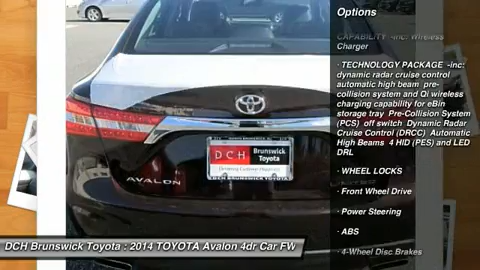 Options
CAPABILITY -inc: Wireless
Charger
· TECHNOLOGY PACKAGE -inc:
dynamic radar cruise control
automatic high beam pre-
collision system and Qi wireless
charging capability for eBin
storage tray Pre-Collision System
(PCS) off switch Dynamic Radar
Cruise Control (DRCC) Automatic
High Beams 4 HID (PES) and LED
DRL
· WHEEL LOCKS
· Front Wheel Drive
· Power Steering
· ABS
· 4-Wheel Disc Brakes
DCH Brunswick
Toyota
AVALON
DCH Brunswick Toyota : 2014 TOYOTA Avalon 4dr Car FW